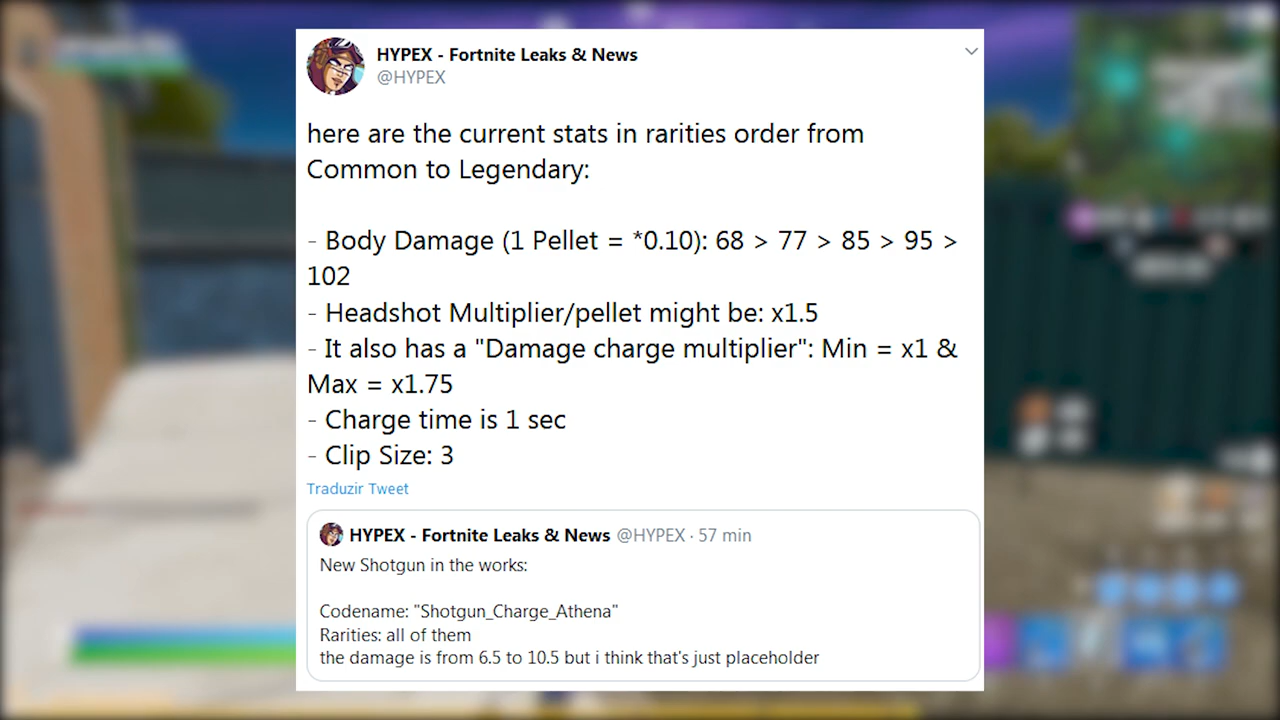 HYPEX - Fortnite Leaks & News
@HYPEX
here are the current stats in rarities order from
Common to Legendary:
- Body Damage (1 Pellet = *0.10): 68 > 77 > 85 > 95 >
102
- Headshot Multiplier/pellet might be: x1.5
- It also has a "Damage charge multiplier": Min = x1 &
Max = x1.75
- Charge time is 1 sec
- Clip Size: 3
Traduzir Tweet
HYPEX - Fortnite Leaks & News @HYPEX · 57 min
New Shotgun in the works:
Codename: "Shotgun_Charge_Athena"
Rarities: all of them
the damage is from 6.5 to 10.5 but i think that's just placeholder